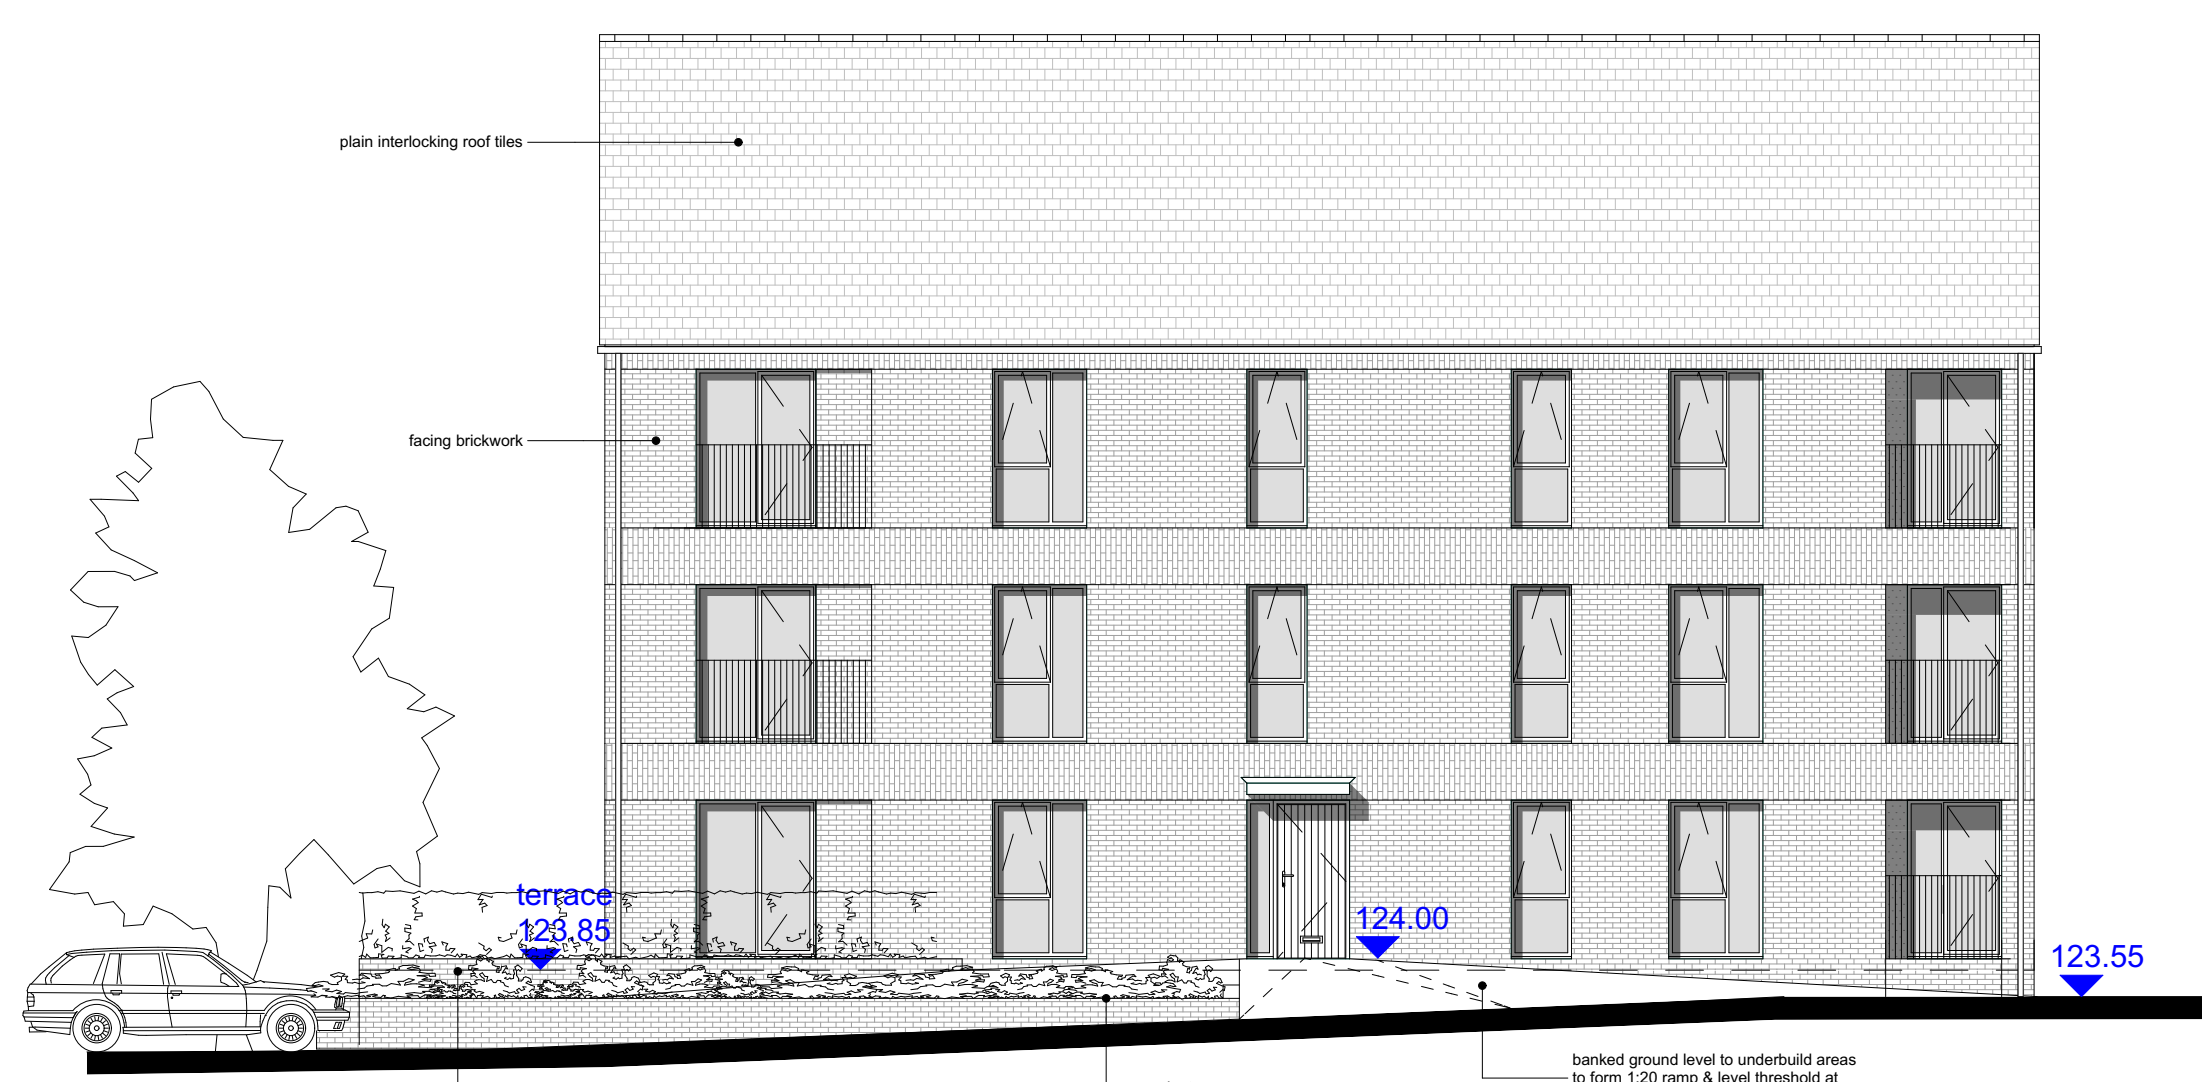 plain interlocking roof tiles
facing brickwork
terrace
123.85
124.00
123.55
banked ground level to underbuild areas
to form 1:20 ramp & level threshold at